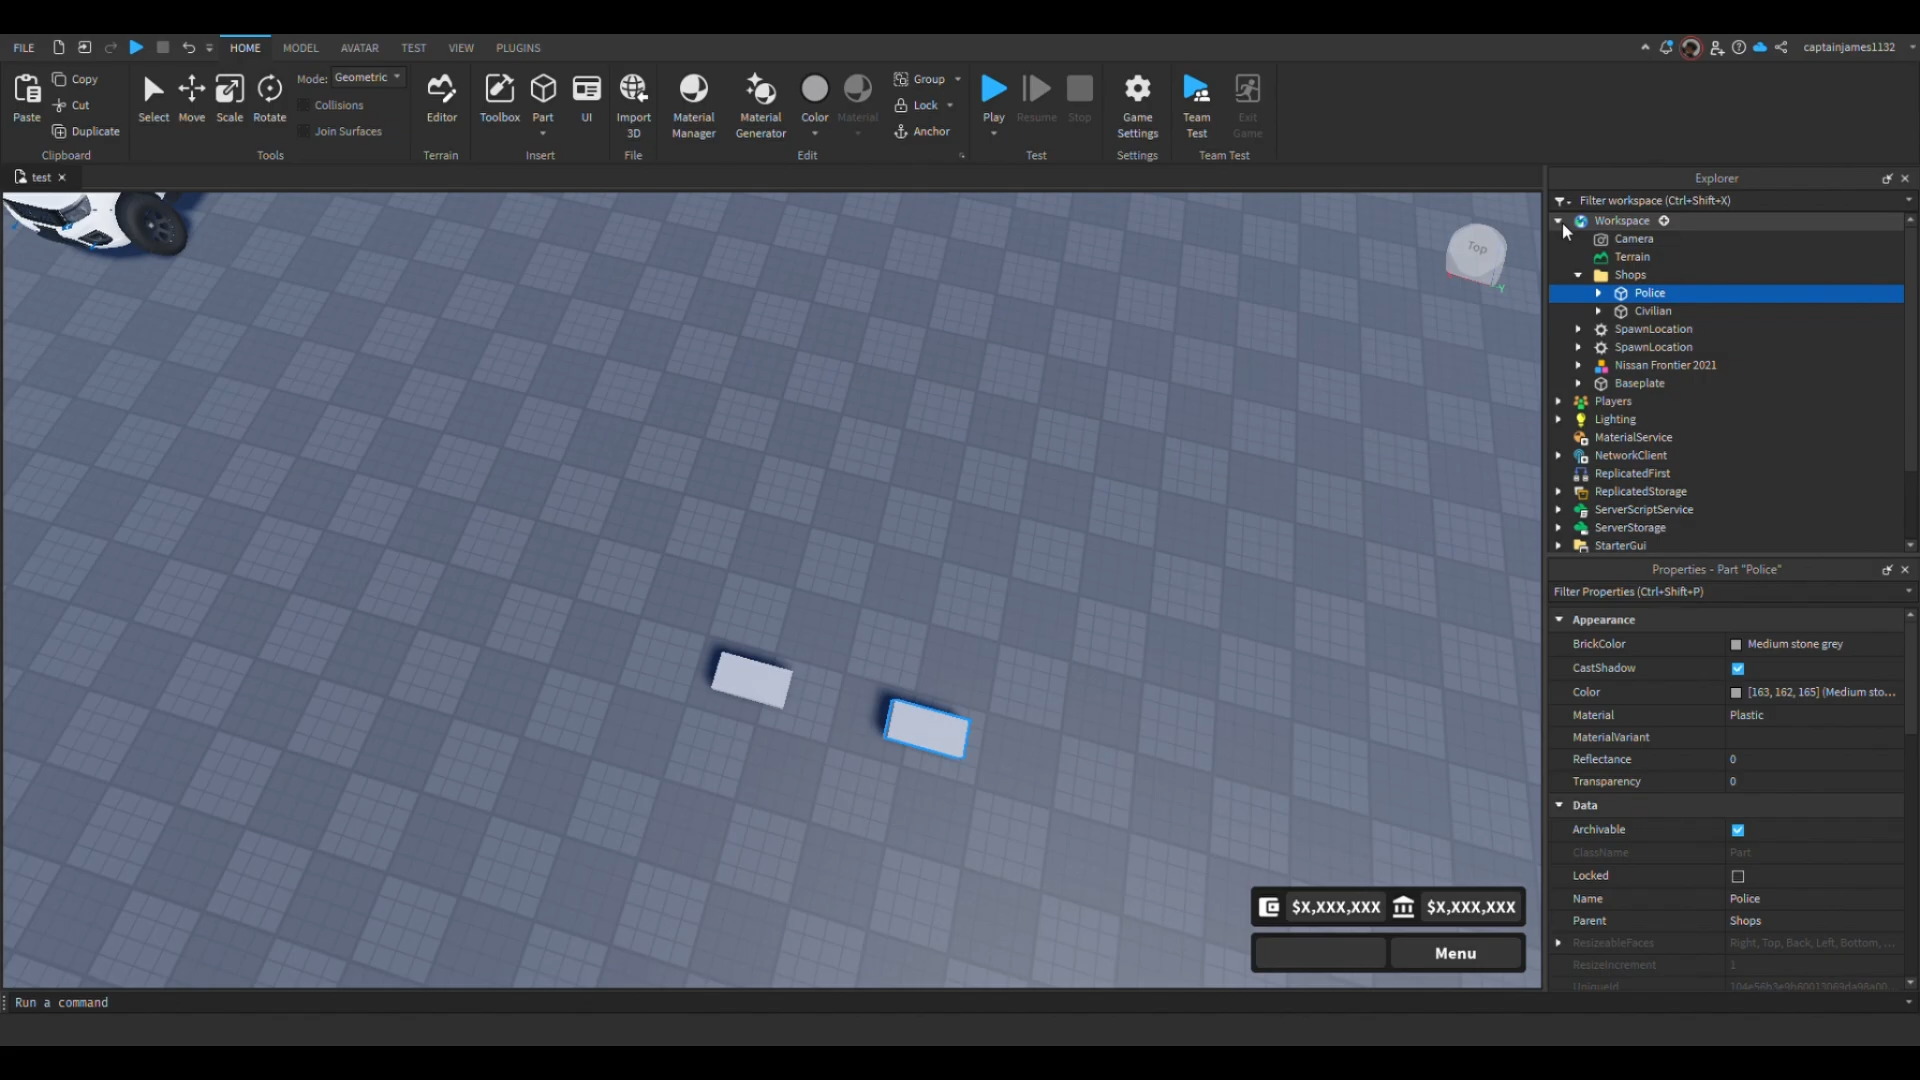 FILE HOME MODEL AVATAR TEST VIEW PLUGINS captainjames1132
Paste Copy Cut Duplicate Clipboard
Select Move Scale Rotate Mode: Geometric Collisions Join Surfaces Tools
Editor Terrain
Toolbox Part UI Insert
Import 3D File
Material Manager Material Generator Color Material Group Lock Anchor Edit
Play Resume Stop Test
Game Settings Settings
Team Test Exit Game Team Test
test
Top
Y
$X,XXX,XXX $X,XXX,XXX
Menu
Run a command
Explorer
Filter workspace (Ctrl+Shift+X)
Workspace
Camera
Terrain
Shops
Police
Civilian
SpawnLocation
SpawnLocation
Nissan Frontier 2021
Baseplate
Players
Lighting
MaterialService
NetworkClient
ReplicatedFirst
ReplicatedStorage
ServerScriptService
ServerStorage
StarterGui
Properties - Part "Police"
Filter Properties (Ctrl+Shift+P)
Appearance
BrickColor Medium stone grey
CastShadow
Color [163, 162, 165] (Medium sto...
Material Plastic
MaterialVariant
Reflectance 0
Transparency 0
Data
Archivable
ClassName Part
Locked
Name Police
Parent Shops
ResizeableFaces Right, Top, Back, Left, Bottom, ...
ResizeIncrement 1
UniqueId